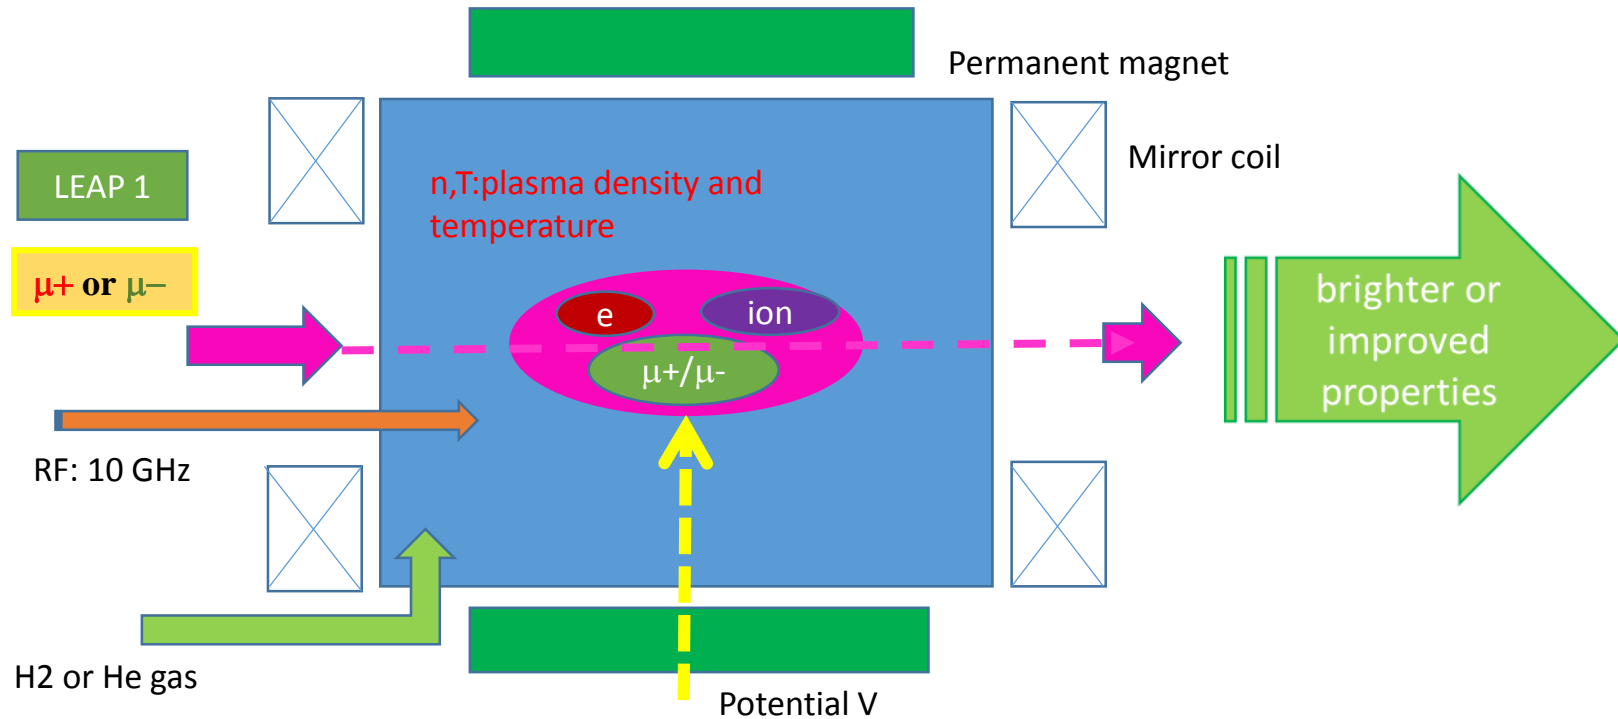 Permanent magnet
Mirror coil
LEAP 1
n,T:plasma density and
temperature
μ+ or μ−
e
ion
μ+/μ-
brighter or
improved
properties
RF: 10 GHz
H2 or He gas
Potential V